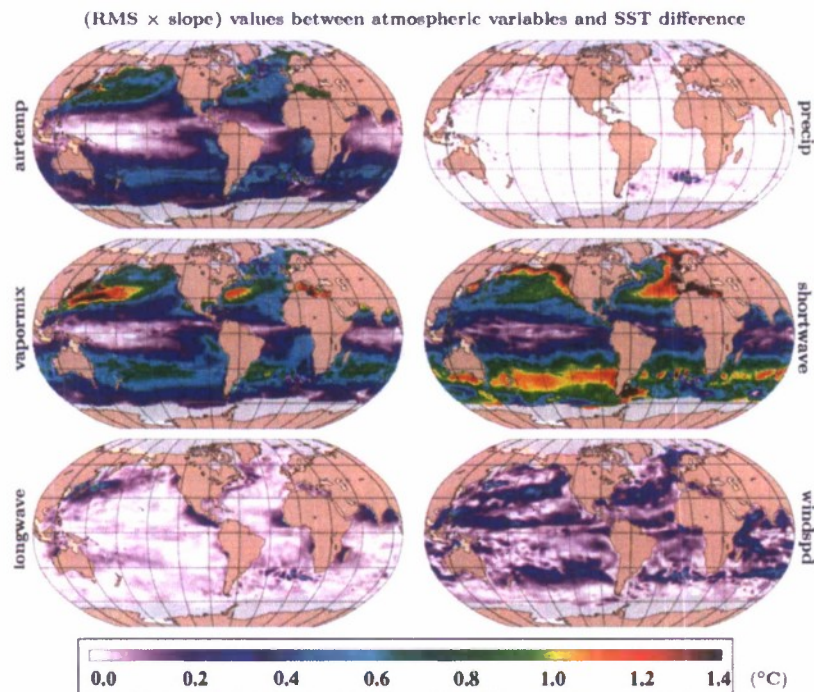 (RMS × slope) values between atmospheric variables and SST difference
airtemp
precip
vapormix
shortwave
longwave
windspd
0.0 0.2 0.4 0.6 0.8 1.0 1.2 1.4 (°C)